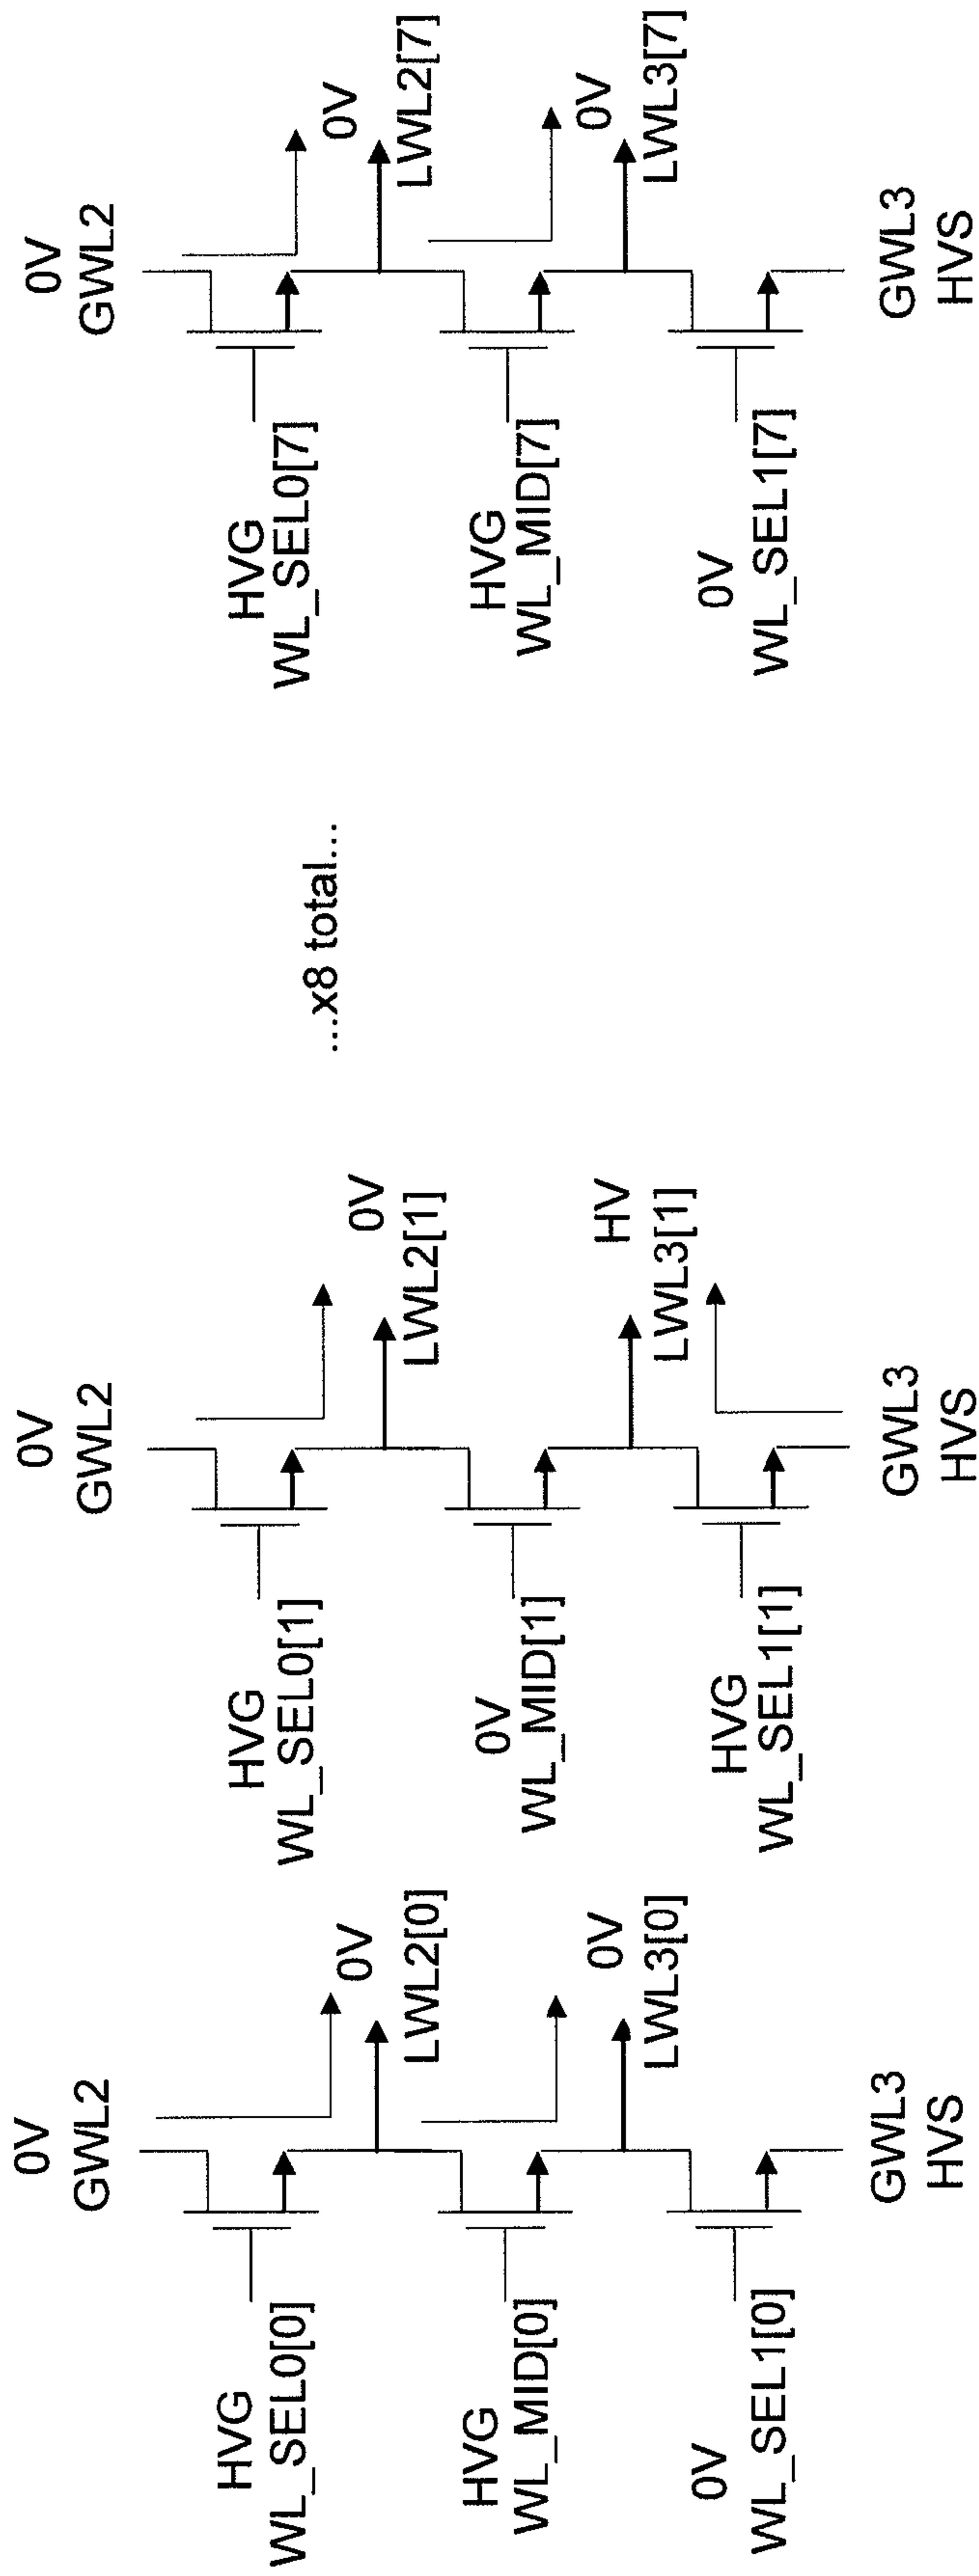 0V
GWL2
HVG
WL_SEL0[0]
0V
LWL2[0]
HVG
WL_MID[0]
0V
LWL3[0]
0V
WL_SEL1[0]
GWL3
HVS
0V
GWL2
HVG
WL_SEL0[1]
0V
LWL2[1]
0V
WL_MID[1]
HV
LWL3[1]
HVG
WL_SEL1[1]
GWL3
HVS
...x8 total...
0V
GWL2
HVG
WL_SEL0[7]
0V
LWL2[7]
HVG
WL_MID[7]
0V
LWL3[7]
0V
WL_SEL1[7]
GWL3
HVS